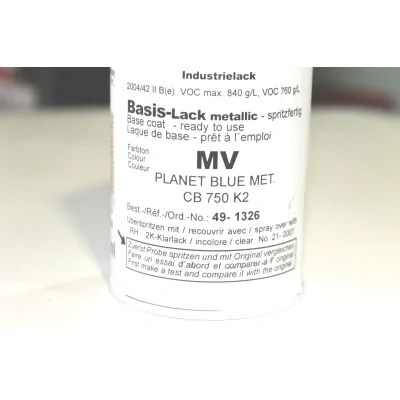 Industrielack
2004/42 II B(e) VOC max. 840 g/L, VOC 760 g/L
Basis-Lack metallic - spritzfertig
Base coat - ready to use
Laque de base - prêt à l´emploi
Farbton
Colour
Couleur
MV
PLANET BLUE MET.
CB 750 K2
Best.-/Réf.-/Ord.-No.: 49- 1326
Überspritzen mit / recouvrir avec / spray over with
RH 2K-Klarlack / incolore / clear No 21- 0007
Zuerst Probe spritzen und mit Original vergleichen.
Faire un essai d´abord et comparer à l´original.
First make a test and compare it with the original.